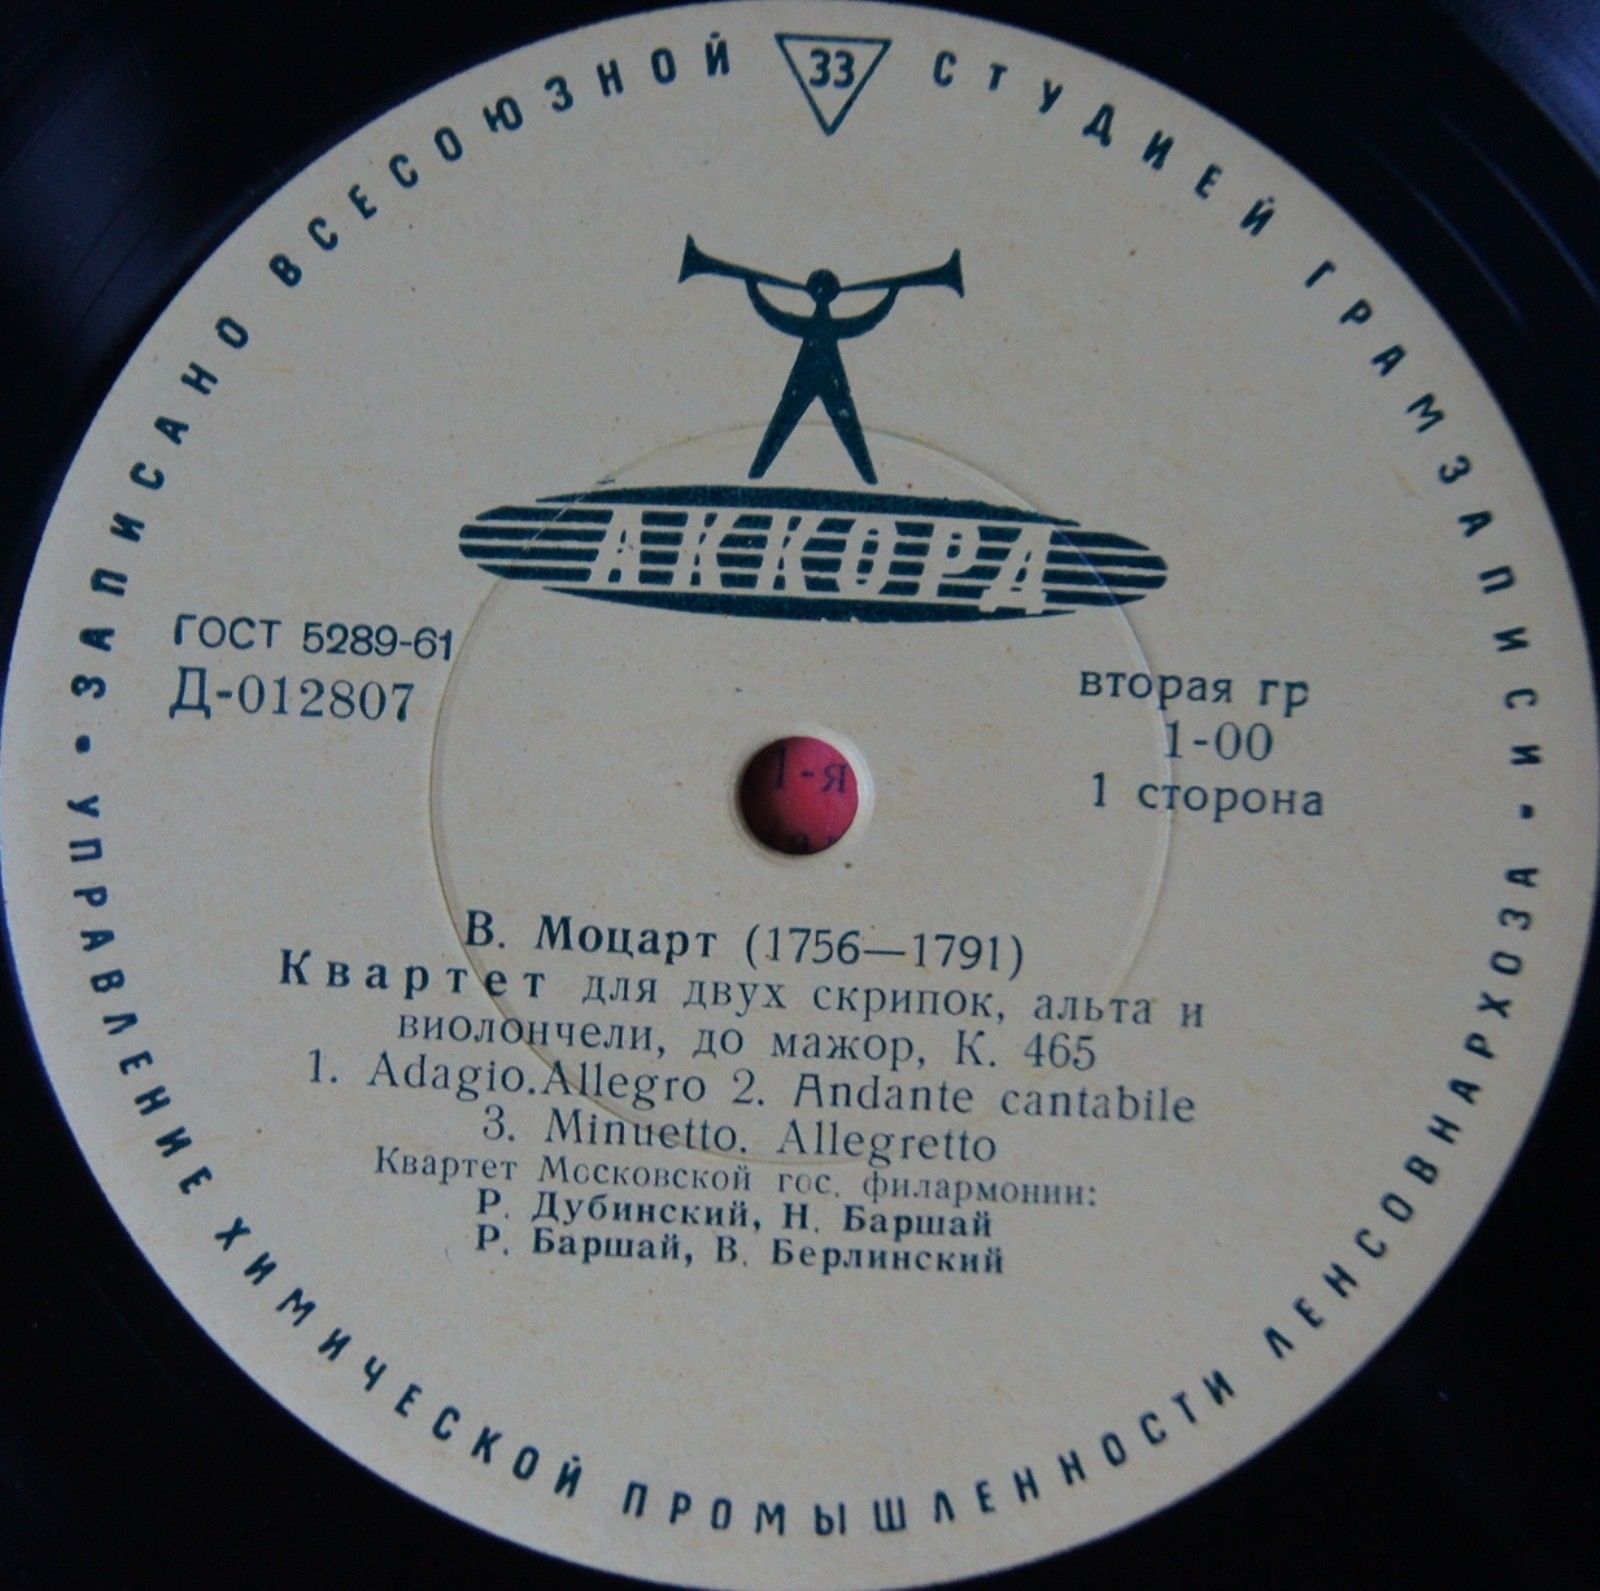 ЗАПИСАНО ВСЕСОЮЗНОЙ СТУДИЕЙ ГРАМЗАПИСИ •
33
АККОРД
ГОСТ 5289-61
Д-012807
вторая гр
1-00
1 сторона
1-я
В. Моцарт (1756—1791)
Квартет для двух скрипок, альта и
виолончели, до мажор, К. 465
1. Adagio.Allegro 2. Andante cantabile
3. Minuetto. Allegretto
Квартет Московской гос. филармонии:
Р. Дубинский, Н. Баршай
Р. Баршай, В. Берлинский
УПРАВЛЕНИЕ ХИМИЧЕСКОЙ ПРОМЫШЛЕННОСТИ ЛЕНСОВНАРХОЗА •